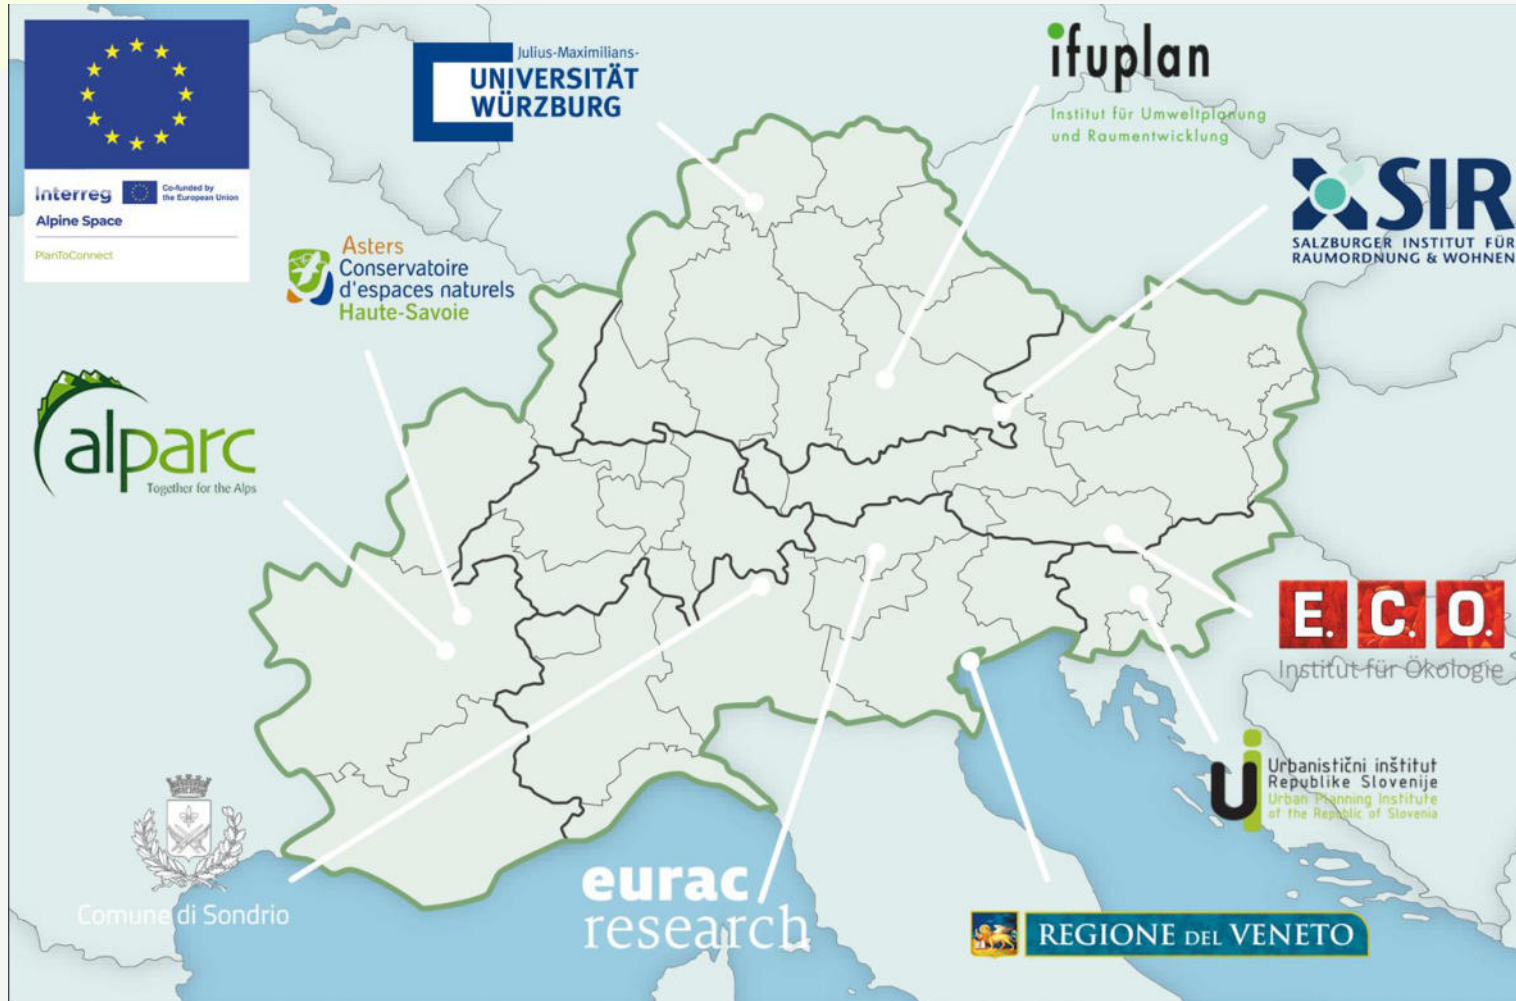 Interreg
Co-funded by
the European Union
Alpine Space
PlanToConnect
Julius-Maximilians-
UNIVERSITÄT
WÜRZBURG
ifuplan
Institut für Umweltplanung
und Raumentwicklung
SIR
SALZBURGER INSTITUT FÜR
RAUMORDNUNG & WOHNEN
Asters
Conservatoire
d'espaces naturels
Haute-Savoie
alparc
Together for the Alps
E.C.O.
Institut für Ökologie
ui
Urbanistični inštitut
Republike Slovenije
Urban Planning Institute
of the Republic of Slovenia
Comune di Sondrio
eurac
research
REGIONE DEL VENETO